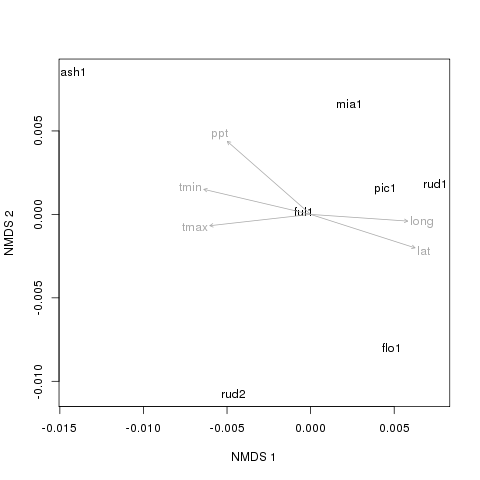 ash1
mia1
ppt
tmin
pic1
rud1
ful1
tmax
long
lat
flo1
rud2
NMDS 2
0.005
0.000
-0.005
-0.010
-0.015 -0.010 -0.005 0.000 0.005
NMDS 1